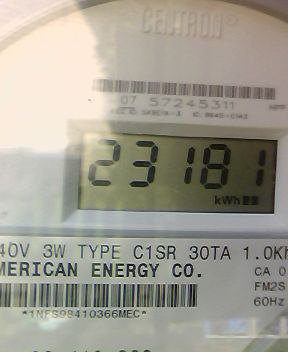 CENTRON®
07 57245311
23181
kWh
40V 3W TYPE C1SR 30TA 1.0Kh
MERICAN ENERGY CO.
CA 0
FM2S
60Hz
*1NFS98410366MEC*